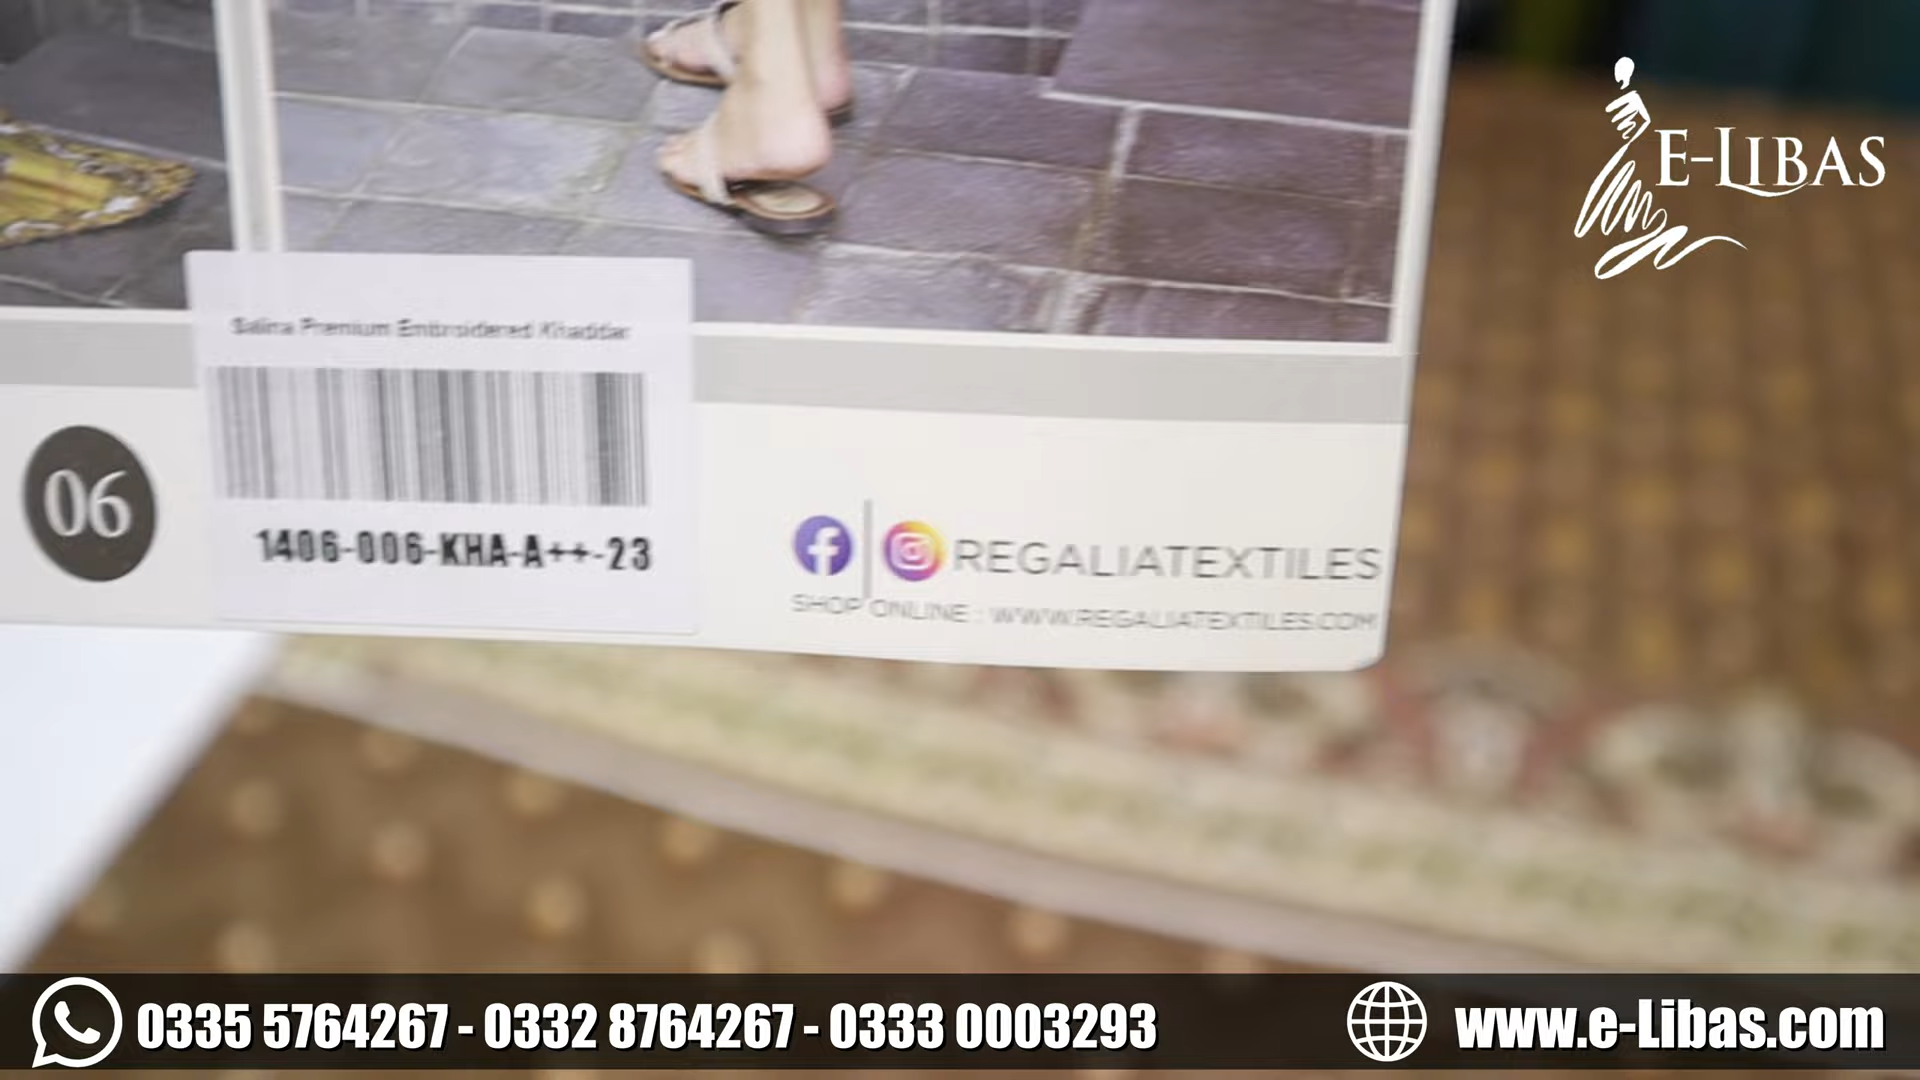 E-LIBAS
Salina Premium Embroidered Khaddar
06
1406-006-KHA-A++-23
REGALIATEXTILES
SHOP ONLINE : WWW.REGALIATEXTILES.COM
0335 5764267 - 0332 8764267 - 0333 0003293
www.e-Libas.com